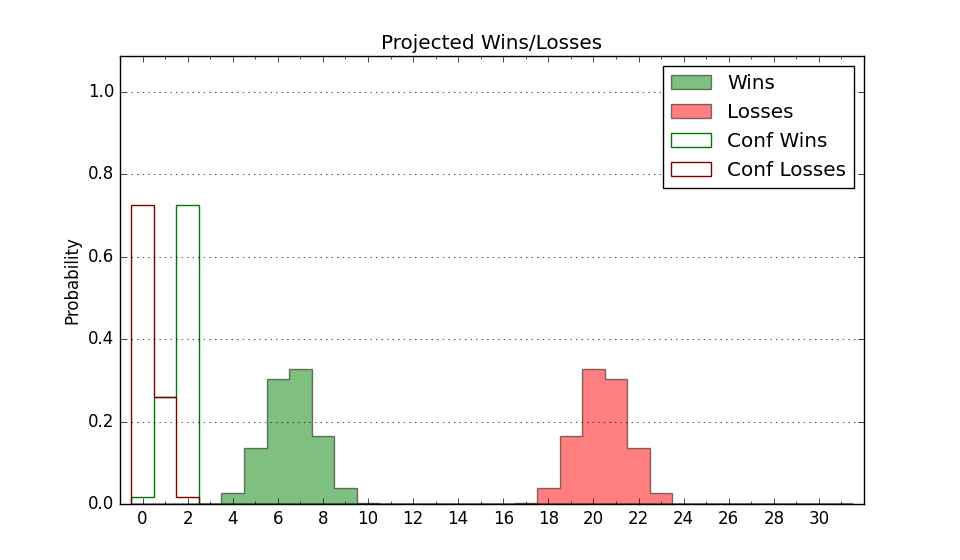 Projected Wins/Losses
Wins
Losses
Conf Wins
Conf Losses
Probability
1.0
0.8
0.6
0.4
0.2
0.0
0 2 4 6 8 10 12 14 16 18 20 22 24 26 28 30